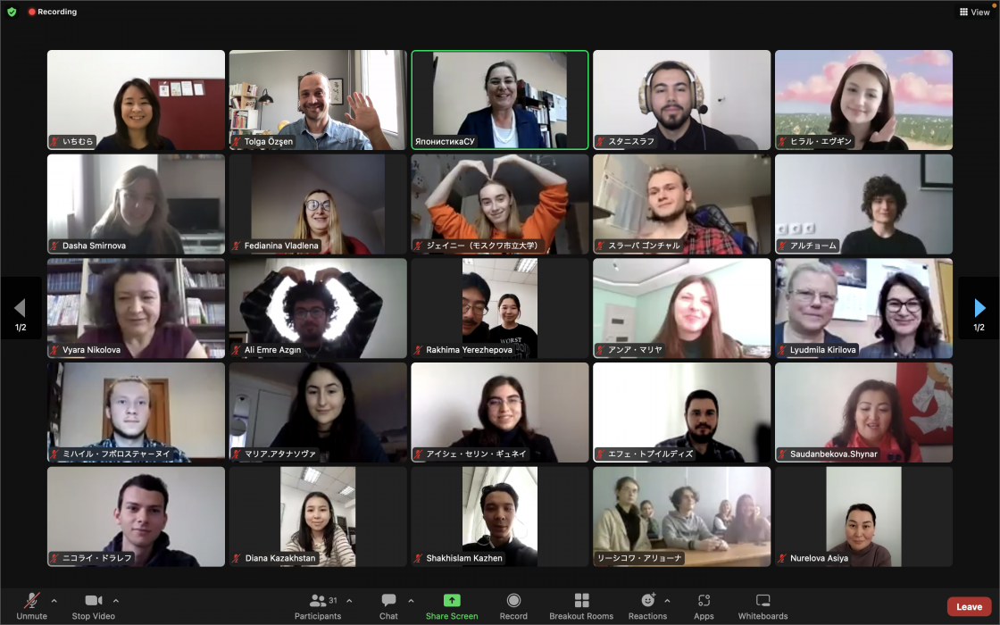 Recording
View
いちむら
Tolga Özşen
ЯпонистикаСУ
スタニスラフ
ヒラル・エヴギン
Dasha Smirnova
Fedianina Vladlena
ジェイニー（モスクワ市立大学）
スラーバ ゴンチャル
アルチョーム
1/2
Vyara Nikolova
Ali Emre Azgın
WORST
Rakhima Yerezhepova
アンア・マリヤ
Lyudmila Kirilova
1/2
ミハイル・フボロスチャーヌイ
マリア.アタナソヴァ
アイシェ・セリン・ギュネイ
エフェ・トプイルディズ
Saudanbekova.Shynar
ニコライ・ドラレフ
Diana Kazakhstan
Shakhislam Kazhen
リーシコワ・アリョーナ
Nurelova Asiya
Unmute
Stop Video
Participants
31
Chat
Share Screen
Record
Breakout Rooms
Reactions
Apps
Whiteboards
Leave